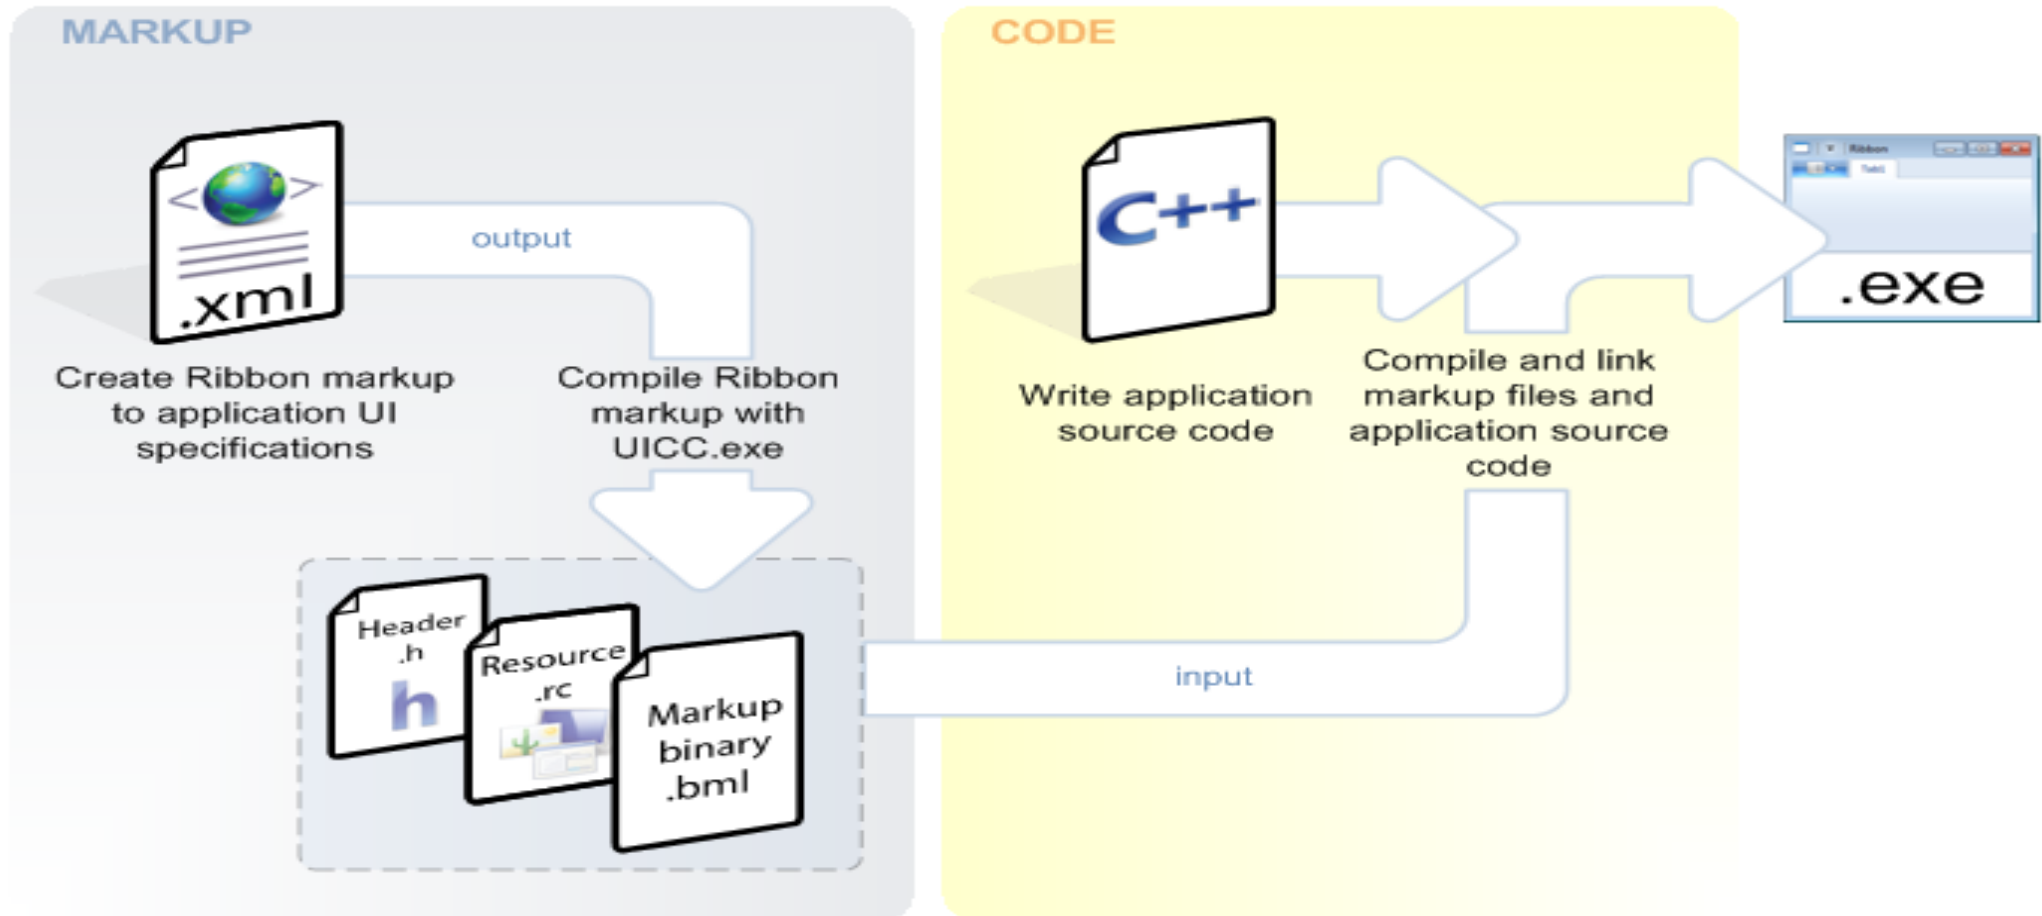 MARKUP
CODE
< >
.xml
output
Create Ribbon markup
to application UI
specifications
Compile Ribbon
markup with
UICC.exe
Header
.h
h
Resource
.rc
Markup
binary
.bml
C++
Write application
source code
Compile and link
markup files and
application source
code
input
Ribbon
Tab1
.exe